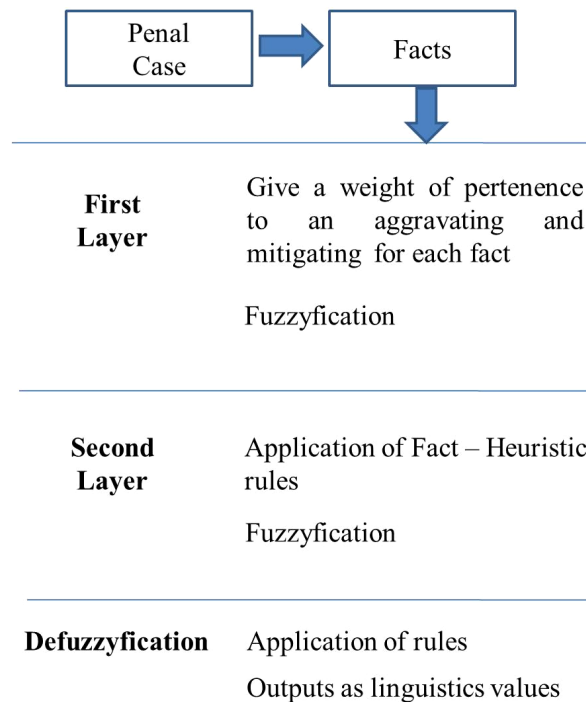 Penal
Case
Facts
First
Layer
Give a weight of pertenence
to an aggravating and
mitigating for each fact
Fuzzyfication
Second
Layer
Application of Fact – Heuristic
rules
Fuzzyfication
Defuzzyfication
Application of rules
Outputs as linguistics values